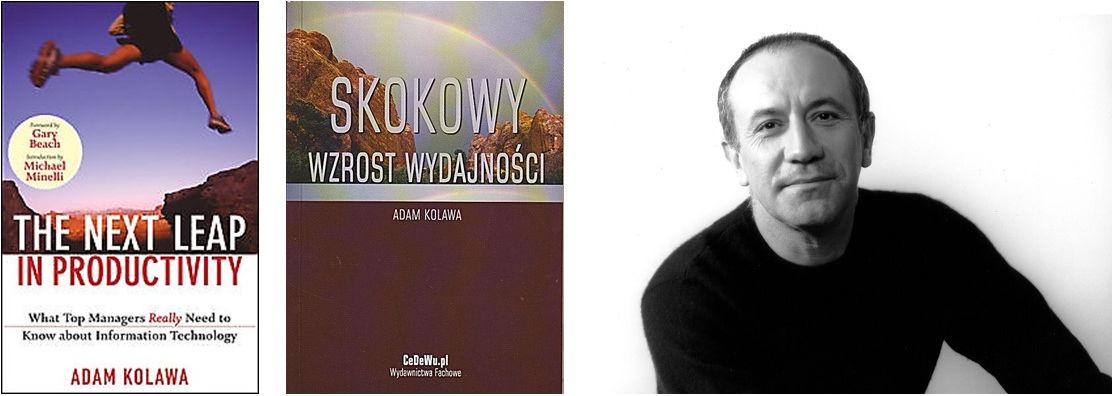 Foreword by
Gary
Beach
Introduction by
Michael
Minelli
THE NEXT LEAP
IN PRODUCTIVITY
What Top Managers Really Need to
Know about Information Technology
ADAM KOLAWA
SKOKOWY
WZROST WYDAJNOŚCI
ADAM KOLAWA
CeDeWu.pl
Wydawnictwa Fachowe